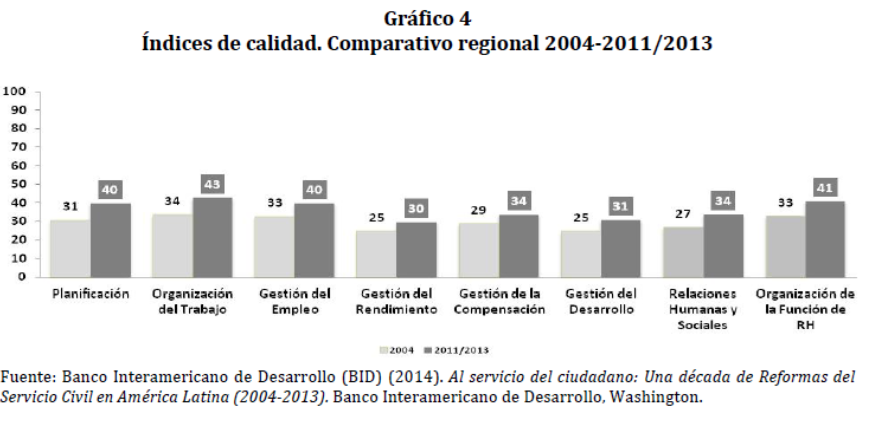 Gráfico 4
Índices de calidad. Comparativo regional 2004-2011/2013
100
90
80
70
60
50
40
30
20
10
0
31 40 34 43 33 40 25 30 29 34 25 31 27 34 33 41
Planificación Organización Gestión del Gestión del Gestión de la Gestión del Relaciones Organización de
del Trabajo Empleo Rendimiento Compensación Desarrollo Humanas y la Función de
Sociales RH
2004 2011/2013
Fuente: Banco Interamericano de Desarrollo (BID) (2014). Al servicio del ciudadano: Una década de Reformas del
Servicio Civil en América Latina (2004-2013). Banco Interamericano de Desarrollo, Washington.